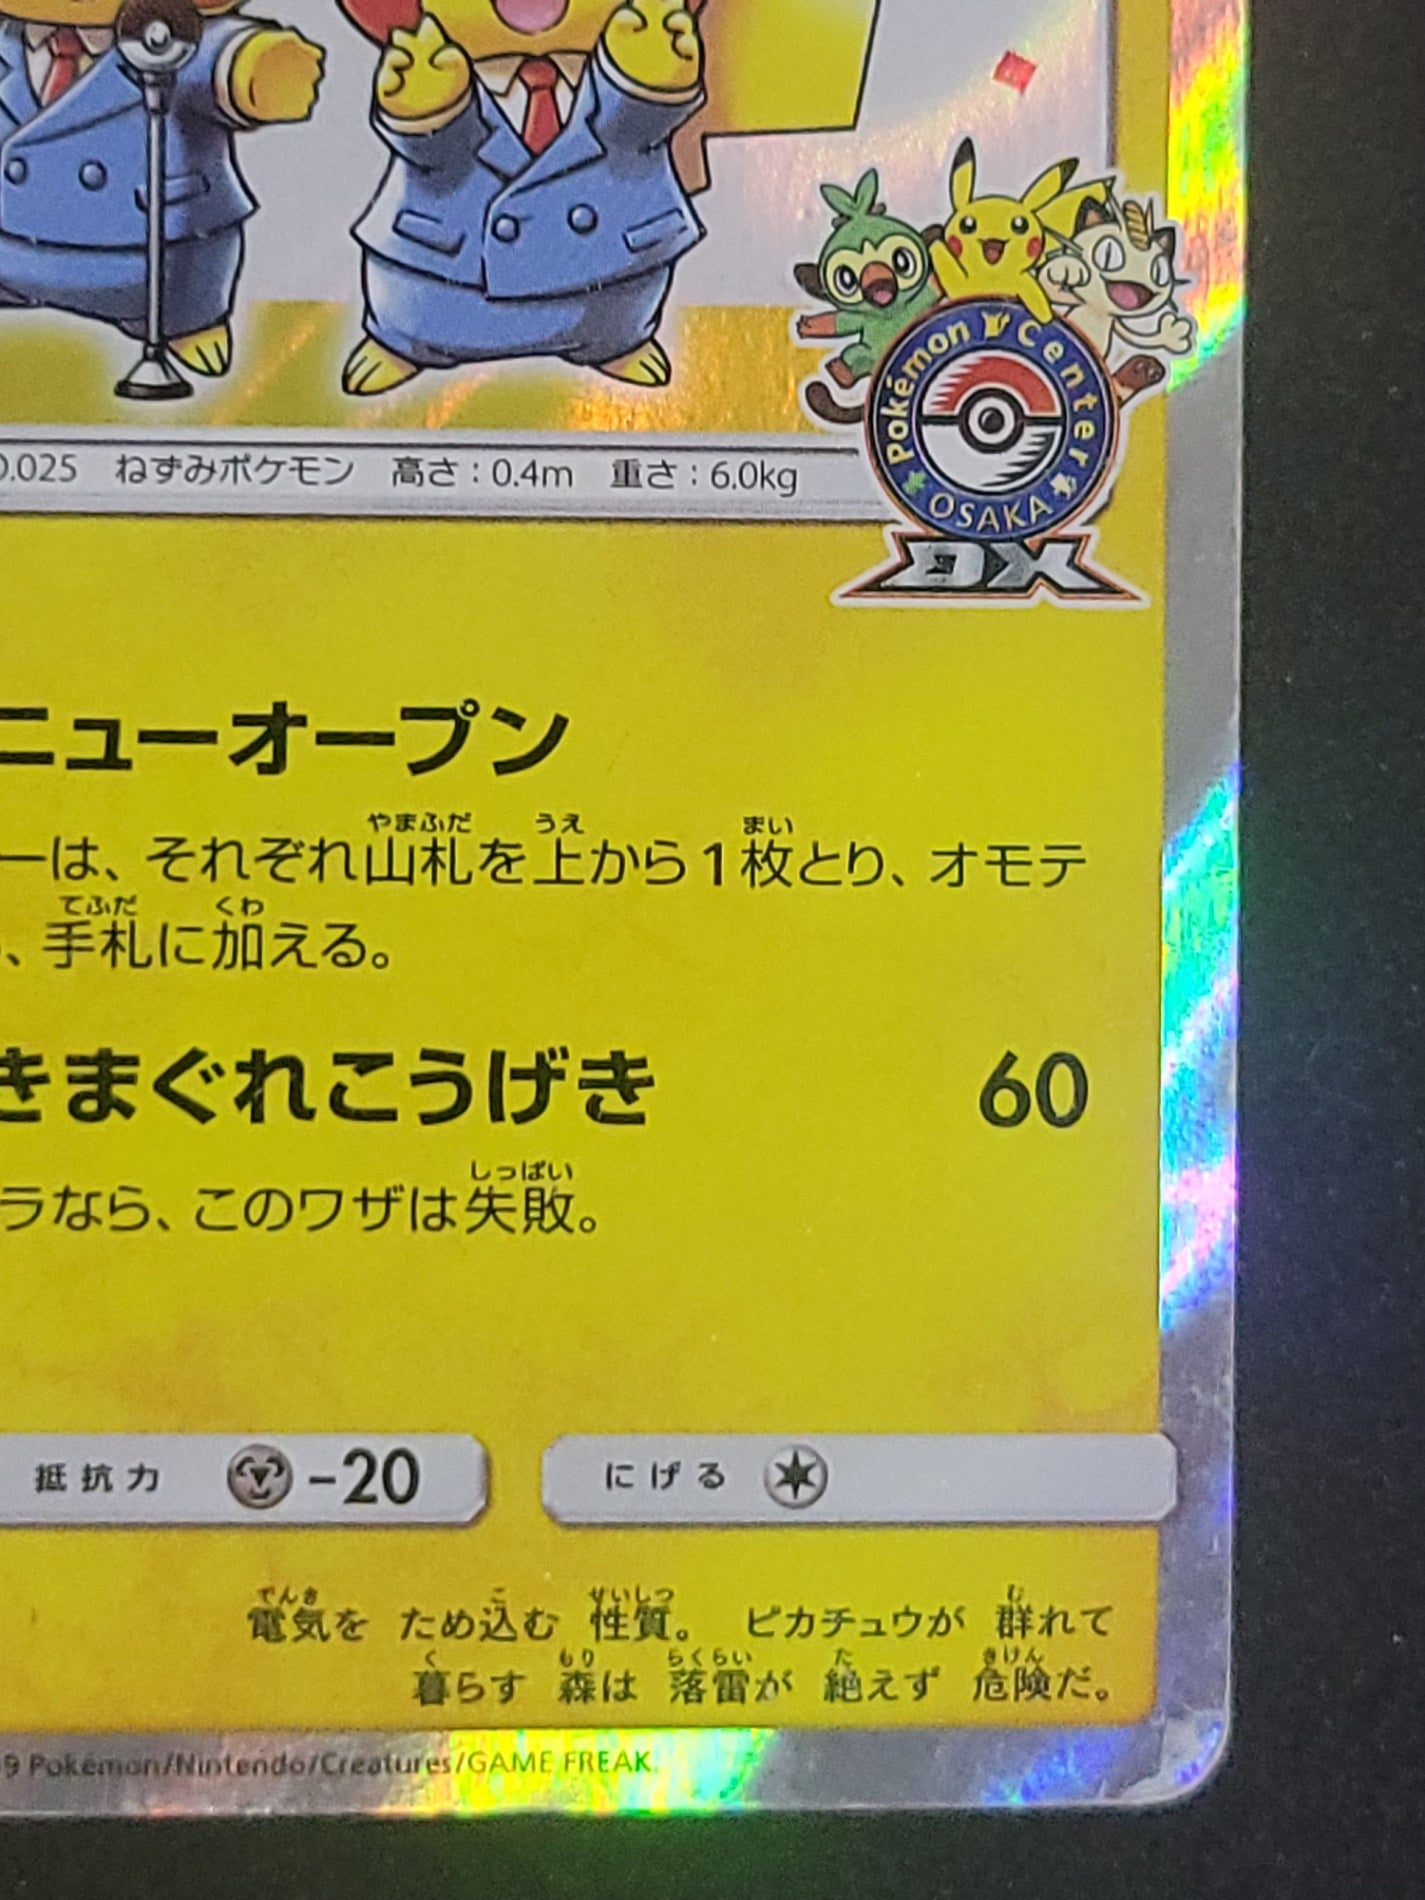 .025 ねずみポケモン 高さ：0.4m 重さ：6.0kg
Pokémon Center
OSAKA
DX
ニューオープン
ーは、それぞれ山札を上から1枚とり、オモテ
、手札に加える。
きまぐれこうげき 60
ラなら、このワザは失敗。
抵抗力 -20 にげる
電気を ため込む 性質。 ピカチュウが 群れて
暮らす 森は 落雷が 絶えず 危険だ。
9 Pokémon/Nintendo/Creatures/GAME FREAK.